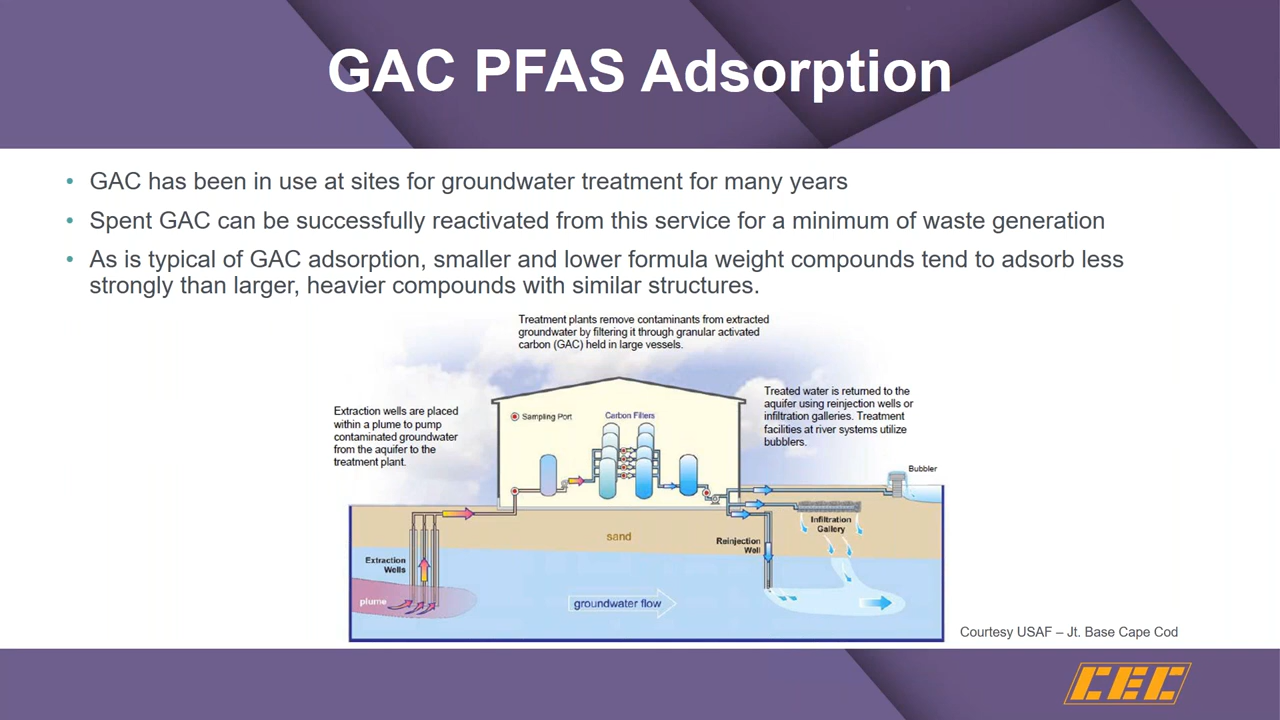 GAC PFAS Adsorption
• GAC has been in use at sites for groundwater treatment for many years
• Spent GAC can be successfully reactivated from this service for a minimum of waste generation
• As is typical of GAC adsorption, smaller and lower formula weight compounds tend to adsorb less
strongly than larger, heavier compounds with similar structures.
Treatment plants remove contaminants from extracted
groundwater by filtering it through granular activated
carbon (GAC) held in large vessels.
Extraction wells are placed
within a plume to pump
contaminated groundwater
from the aquifer to the
treatment plant.
Sampling Port
Carbon Filters
Treated water is returned to the
aquifer using reinjection wells or
infiltration galleries. Treatment
facilities at river systems utilize
bubblers.
Bubbler
Infiltration
Gallery
sand
Reinjection
Well
Extraction
Wells
plume
groundwater flow
Courtesy USAF – Jt. Base Cape Cod
CEC